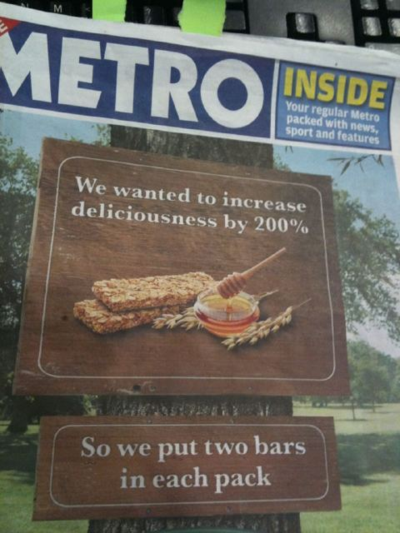 METRO
INSIDE
Your regular Metro
packed with news,
sport and features
We wanted to increase
deliciousness by 200%
So we put two bars
in each pack